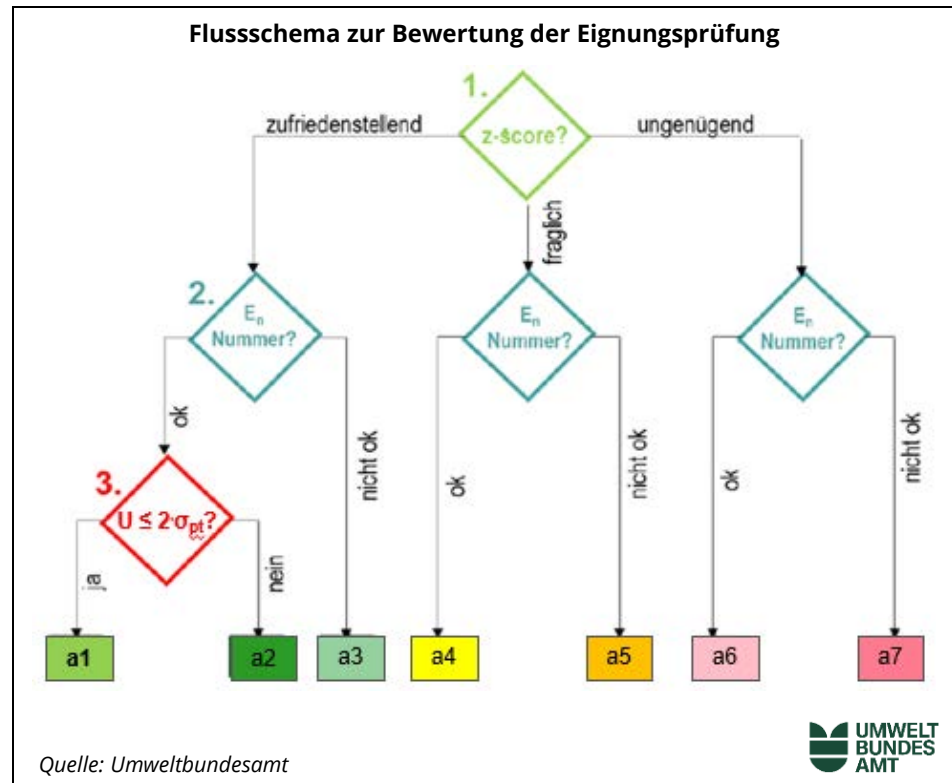 Flussschema zur Bewertung der Eignungsprüfung
1.
zufriedenstellend
z-score?
ungenügend
fraglich
2.
En
Nummer?
En
Nummer?
En
Nummer?
ok
nicht ok
ok
nicht ok
ok
nicht ok
3.
U ≤ 2·σpt?
ja
nein
a1
a2
a3
a4
a5
a6
a7
Quelle: Umweltbundesamt
UMWELT
BUNDES
AMT